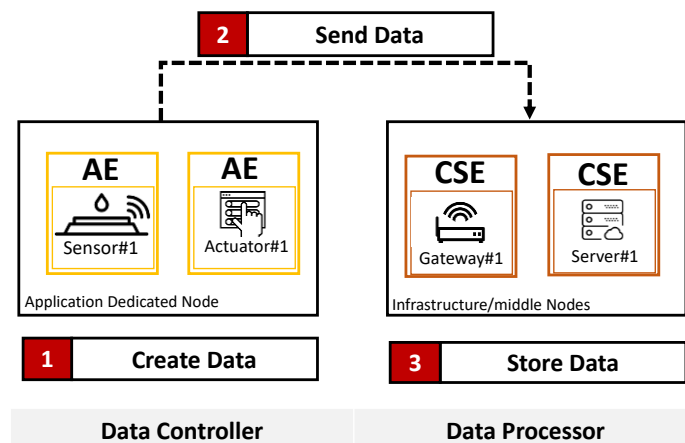 2 Send Data
AE AE
Sensor#1 Actuator#1
Application Dedicated Node
CSE CSE
Gateway#1 Server#1
Infrastructure/middle Nodes
1 Create Data
3 Store Data
Data Controller Data Processor